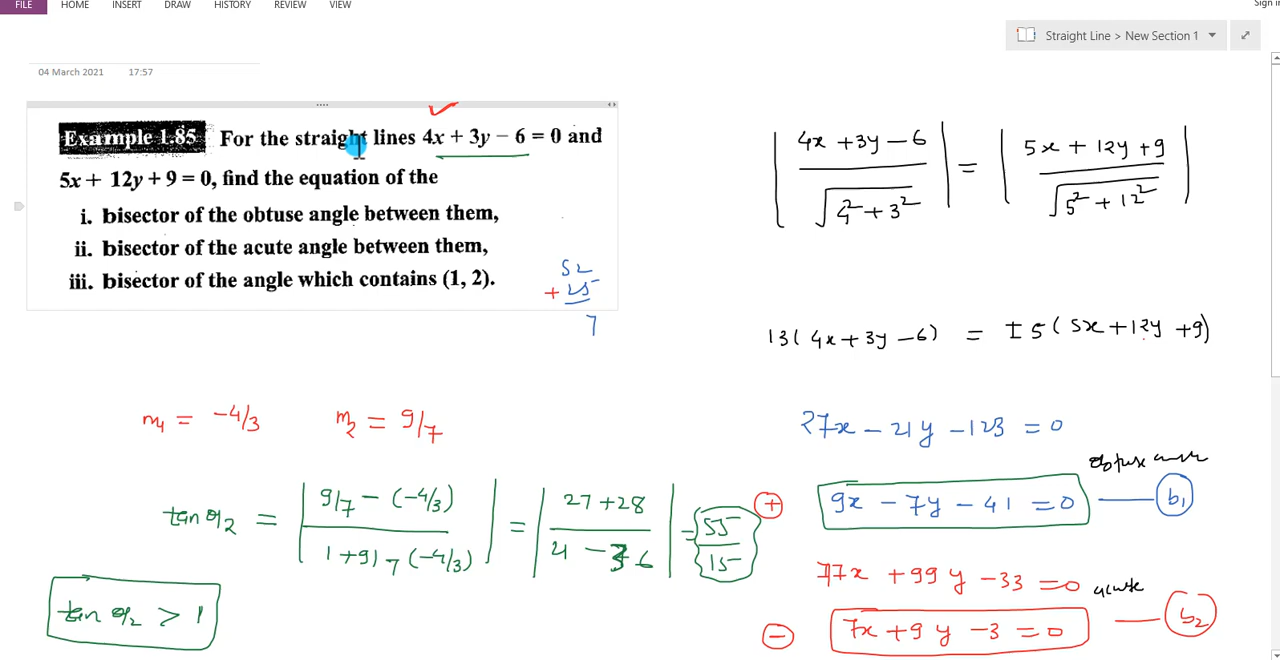 FILE HOME INSERT DRAW HISTORY REVIEW VIEW
Sign in
Straight Line > New Section 1
04 March 2021 17:57
Example 1.85 For the straight lines 4x + 3y − 6 = 0 and
5x + 12y + 9 = 0, find the equation of the
i. bisector of the obtuse angle between them,
ii. bisector of the acute angle between them,
iii. bisector of the angle which contains (1, 2).
52
+ 25
7
|(4x + 3y − 6)/√(4² + 3²)| = |(5x + 12y + 9)/√(5² + 12²)|
13(4x + 3y − 6) = ± 5(5x + 12y + 9)
m₁ = −4/3 m₂ = 9/7
tan θ/2 = |(9/7 − (−4/3))/(1 + 9/7(−4/3))| = |(27 + 28)/(21 − 36)| = 55/15
tan θ/2 > 1
27x − 21y − 123 = 0
obtuse angle
+ 9x − 7y − 41 = 0 — b₁
77x + 99y − 33 = 0
acute
− 7x + 9y − 3 = 0 — b₂